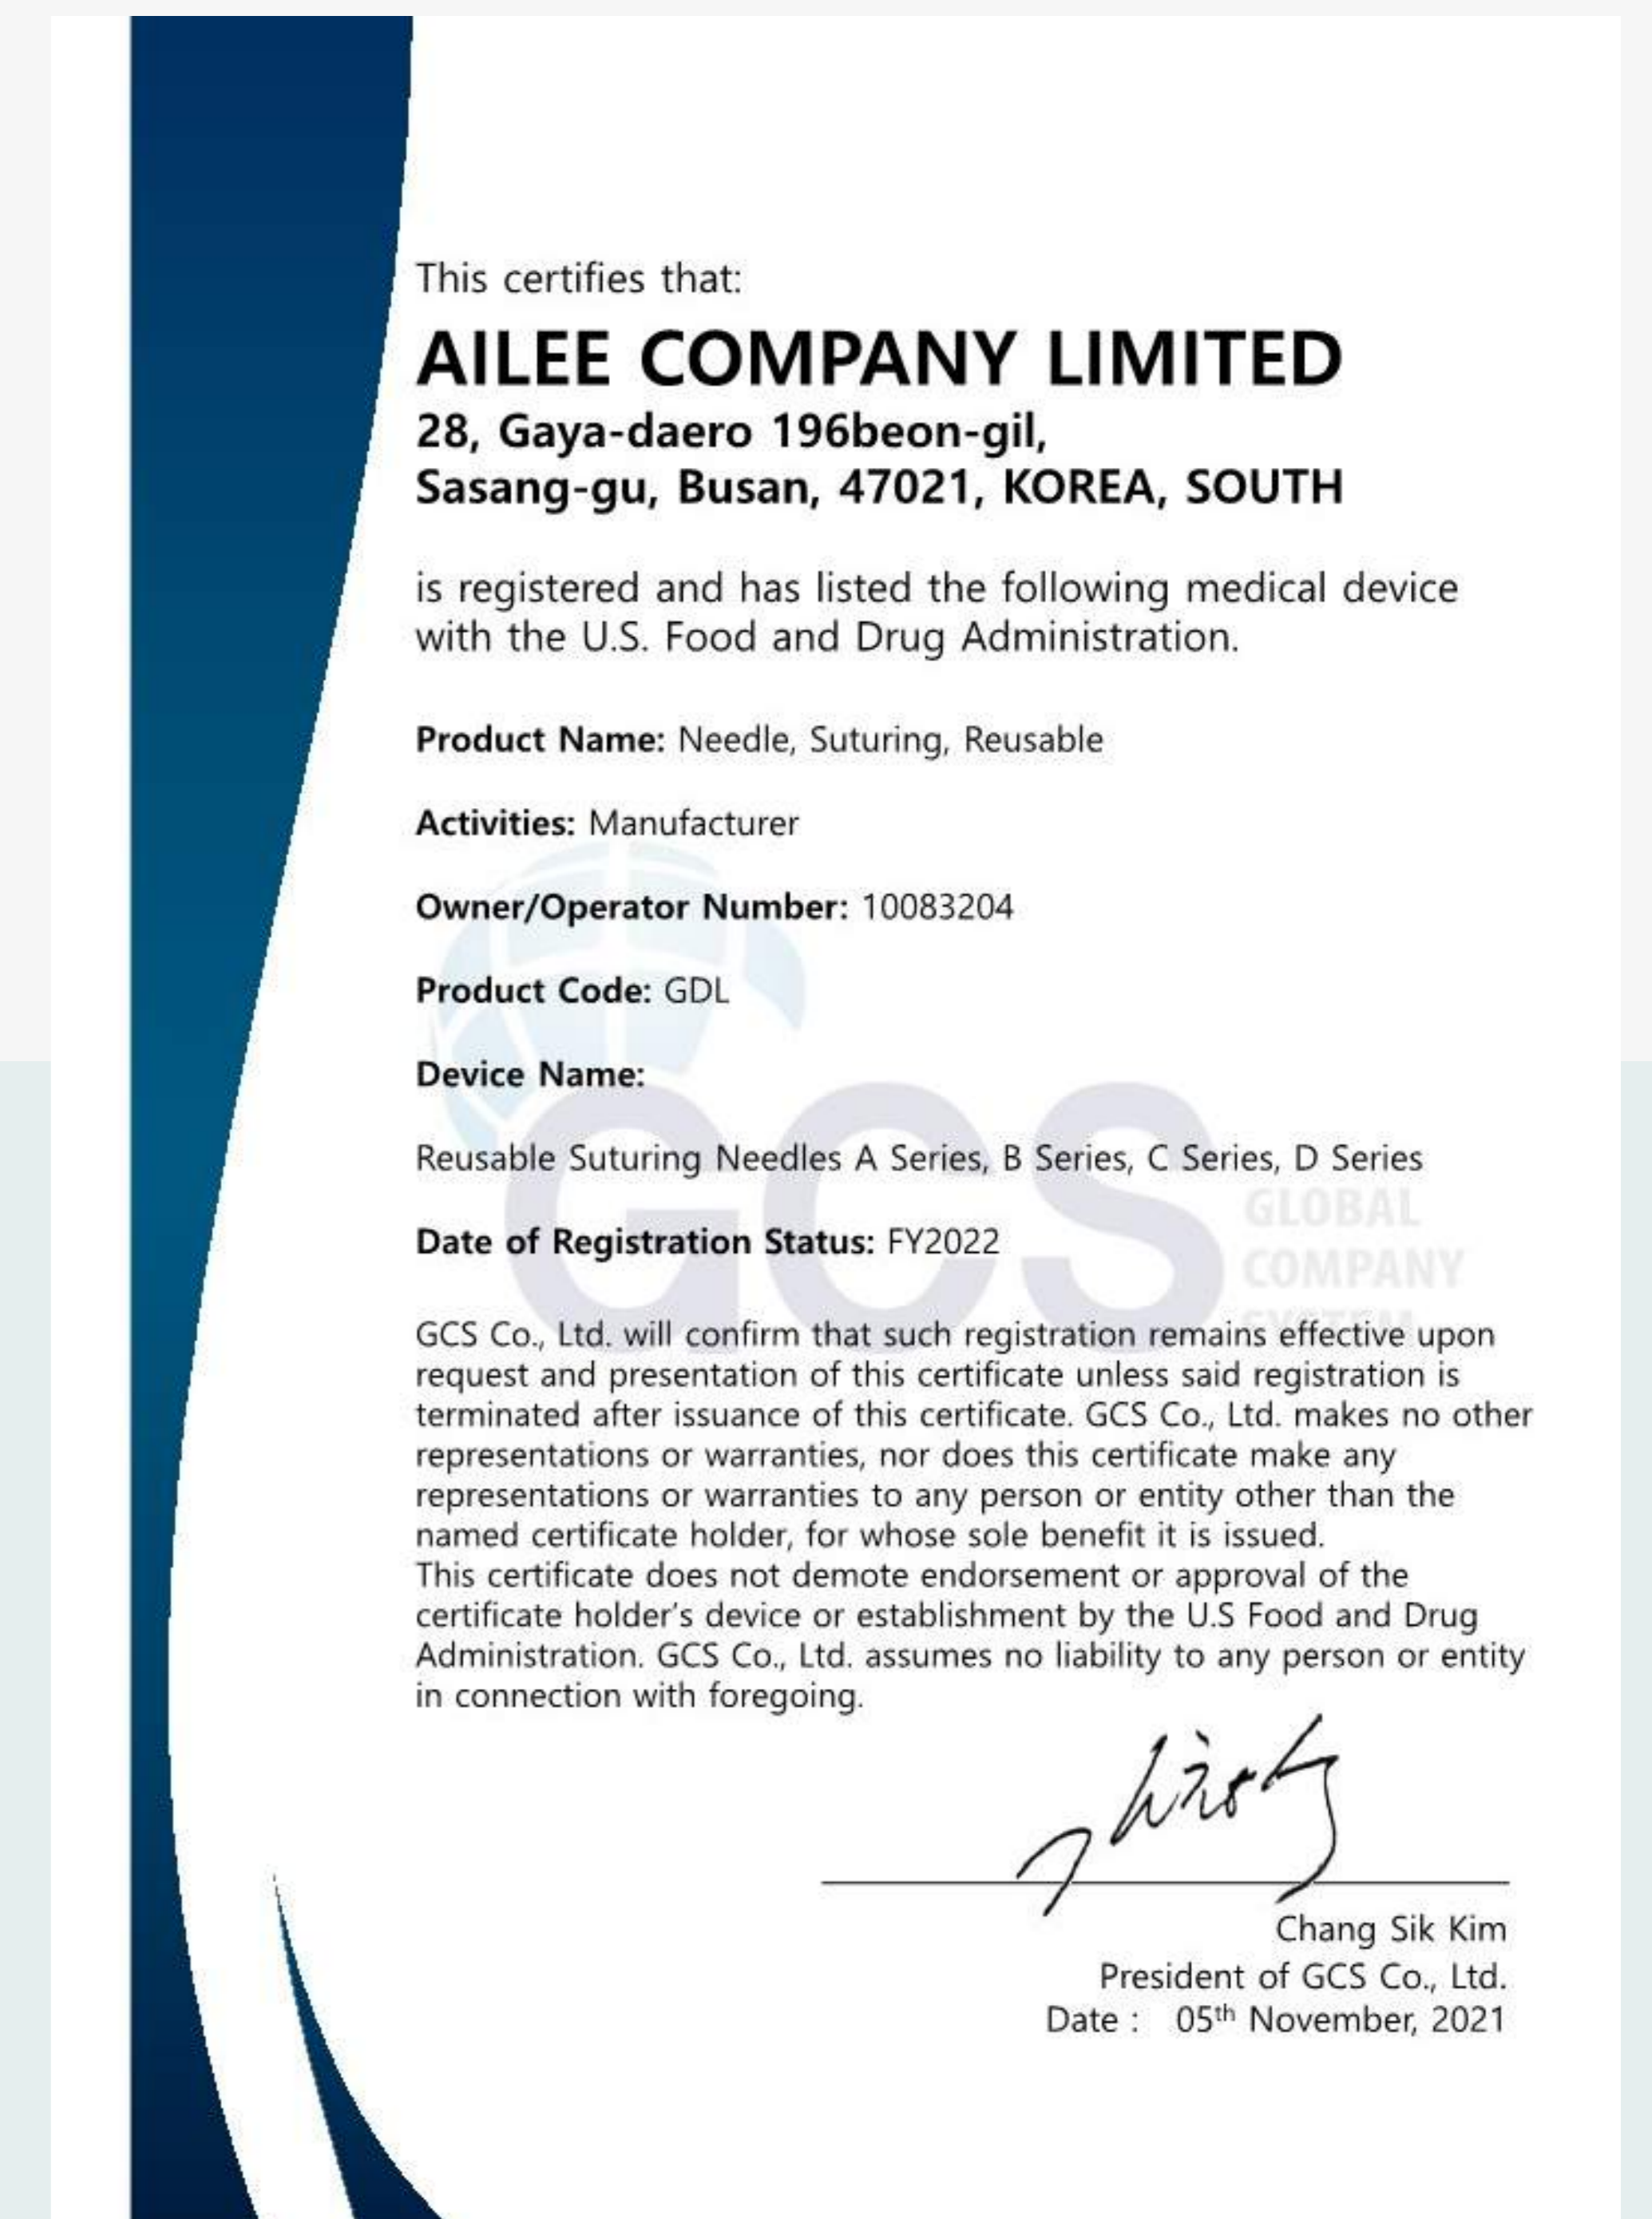 This certifies that:
AILEE COMPANY LIMITED
28, Gaya-daero 196beon-gil,
Sasang-gu, Busan, 47021, KOREA, SOUTH
is registered and has listed the following medical device
with the U.S. Food and Drug Administration.
Product Name: Needle, Suturing, Reusable
Activities: Manufacturer
Owner/Operator Number: 10083204
Product Code: GDL
Device Name:
Reusable Suturing Needles A Series, B Series, C Series, D Series
Date of Registration Status: FY2022
GCS
GLOBAL
COMPANY
SYSTEM
GCS Co., Ltd. will confirm that such registration remains effective upon
request and presentation of this certificate unless said registration is
terminated after issuance of this certificate. GCS Co., Ltd. makes no other
representations or warranties, nor does this certificate make any
representations or warranties to any person or entity other than the
named certificate holder, for whose sole benefit it is issued.
This certificate does not demote endorsement or approval of the
certificate holder's device or establishment by the U.S Food and Drug
Administration. GCS Co., Ltd. assumes no liability to any person or entity
in connection with foregoing.
Chang Sik Kim
President of GCS Co., Ltd.
Date : 05th November, 2021